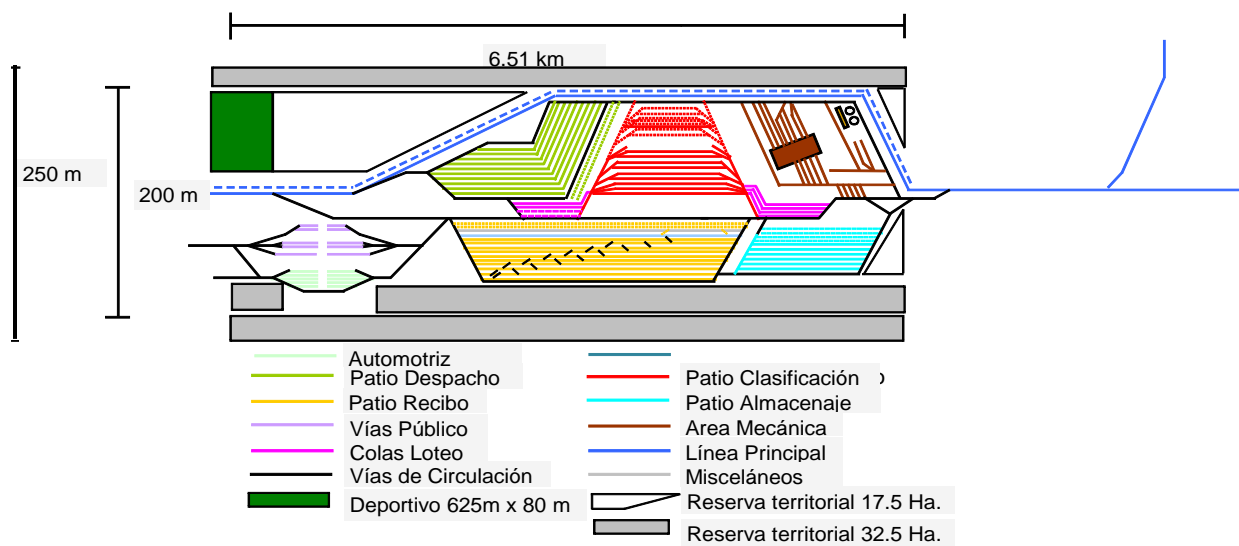 6.51 km
250 m
200 m
Automotriz
Patio Despacho
Patio Clasificación
Patio Recibo
Patio Almacenaje
Vías Público
Area Mecánica
Colas Loteo
Línea Principal
Vías de Circulación
Misceláneos
Deportivo 625m x 80 m
Reserva territorial 17.5 Ha.
Reserva territorial 32.5 Ha.